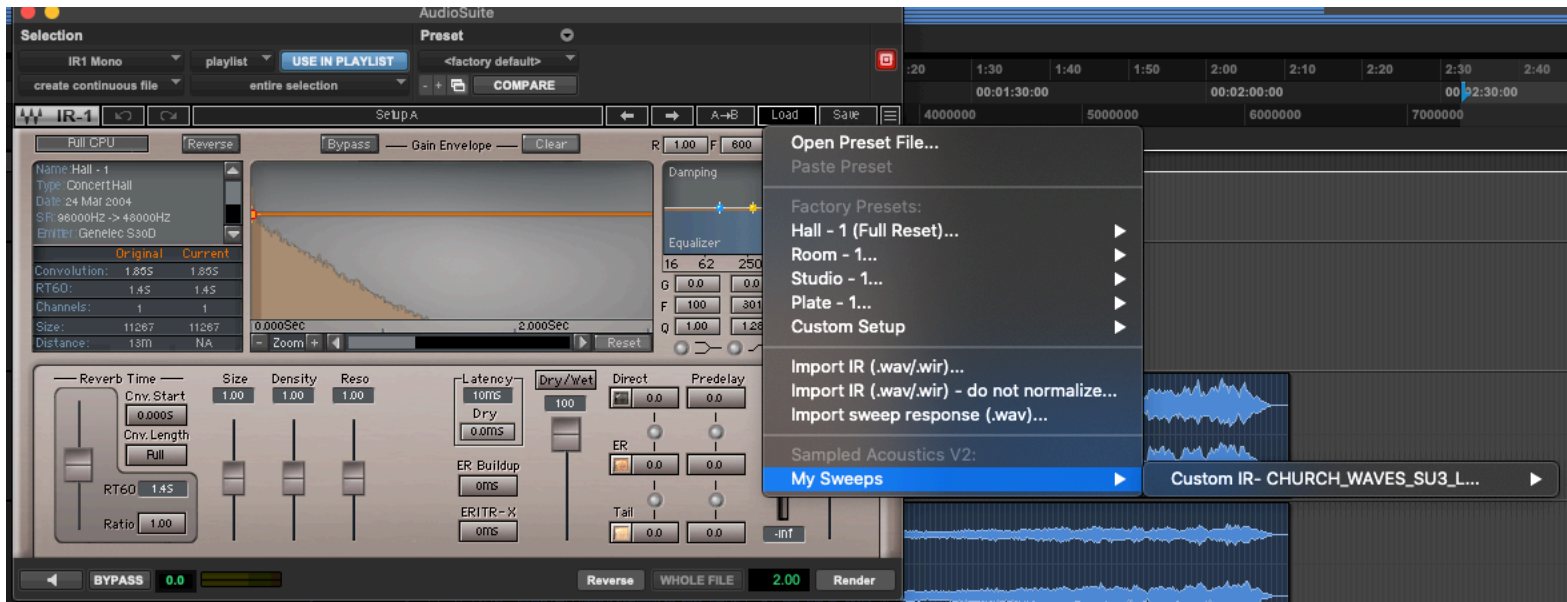 AudioSuite
Selection
Preset
IR1 Mono
playlist
USE IN PLAYLIST
<factory default>
create continuous file
entire selection
- +
COMPARE
IR-1
Setup A
A→B
Load
Save
Full CPU
Reverse
Bypass
Gain Envelope
Clear
R 1.00 F 600
Name: Hall - 1
Type: Concert Hall
Date: 24 Mar 2004
SR: 96000HZ -> 48000HZ
Emitter: Genelec S30D
Original Current
Convolution: 1.85S 1.85S
RT60: 1.4S 1.4S
Channels: 1 1
Size: 11267 11267
Distance: 13m NA
0.000Sec 2.000Sec
- Zoom +
Reset
Damping
Equalizer
16 62 250
G 0.0 0.0
F 100 301
Q 1.00 1.28
Reverb Time
Cnv. Start
0.000S
Cnv. Length
Full
RT60 1.4S
Ratio 1.00
Size Density Reso
1.00 1.00 1.00
Latency
10ms
Dry
0.0ms
ER Buildup
0ms
ERITR-X
0ms
Dry/Wet
100
Direct Predelay
0.0 0.0
ER
0.0 0.0
Tail
0.0 0.0
-inf
BYPASS 0.0
Reverse
WHOLE FILE
2.00
Render
Open Preset File...
Paste Preset
Factory Presets:
Hall - 1 (Full Reset)...
Room - 1...
Studio - 1...
Plate - 1...
Custom Setup
Import IR (.wav/.wir)...
Import IR (.wav/.wir) - do not normalize...
Import sweep response (.wav)...
Sampled Acoustics V2:
My Sweeps
Custom IR- CHURCH_WAVES_SU3_L...
:20 1:30 1:40 1:50 2:00 2:10 2:20 2:30 2:40
00:01:30:00 00:02:00:00 00:02:30:00
4000000 5000000 6000000 7000000